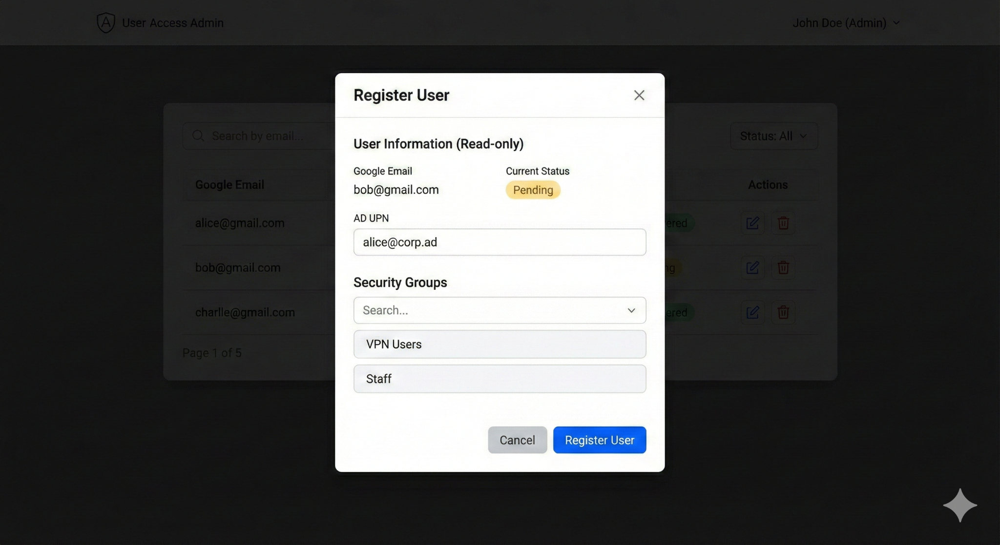 User Access Admin
John Doe (Admin)
Register User
Search by email...
Status: All
User Information (Read-only)
Google Email
Current Status
bob@gmail.com
Pending
Google Email
Actions
AD UPN
alice@corp.ad
alice@gmail.com
ered
bob@gmail.com
ng
Security Groups
Search...
charlle@gmail.com
ered
VPN Users
Page 1 of 5
Staff
Cancel
Register User